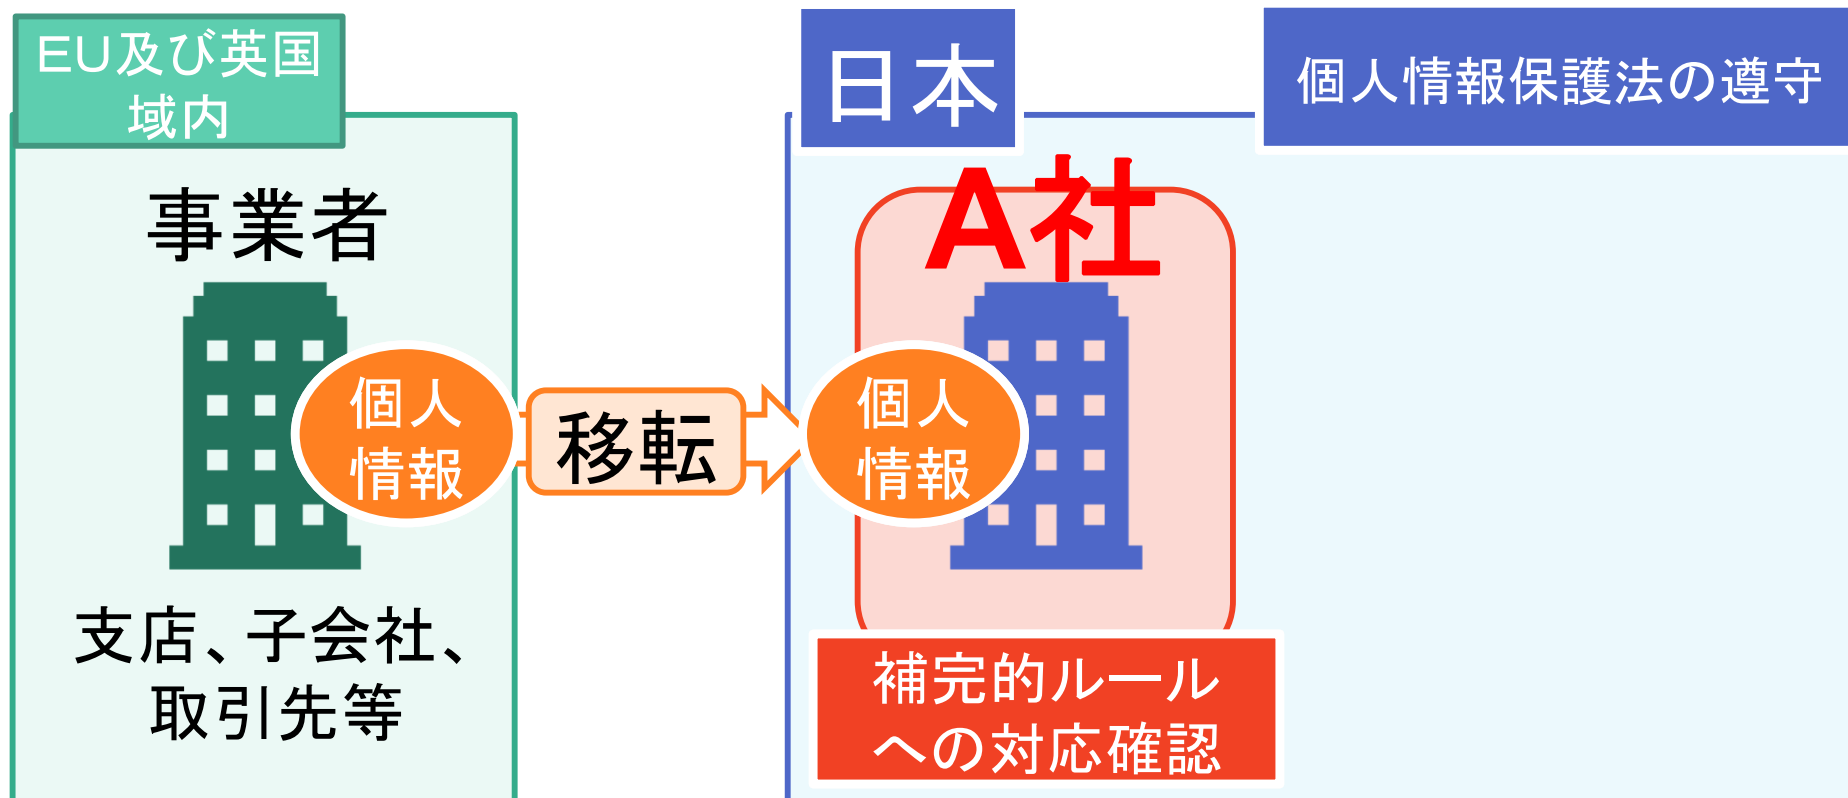 EU及び英国
域内
日本
個人情報保護法の遵守
事業者
A社
個人
情報
移転
個人
情報
支店、子会社、
取引先等
補完的ルール
への対応確認